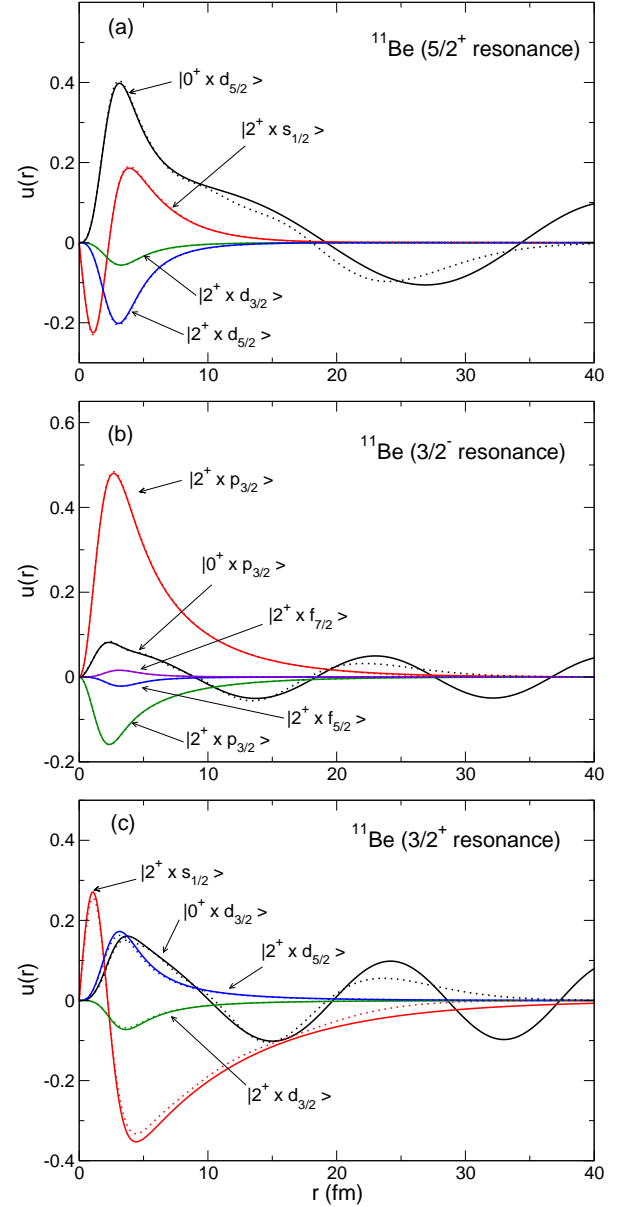 (a)
¹¹Be (5/2⁺ resonance)
|0⁺ x d₅/₂ >
|2⁺ x s₁/₂ >
|2⁺ x d₃/₂ >
|2⁺ x d₅/₂ >
u(r)
0.4
0.2
0
-0.2
0 10 20 30 40
r (fm)
(b)
¹¹Be (3/2⁻ resonance)
|2⁺ x p₃/₂ >
|0⁺ x p₃/₂ >
|2⁺ x f₇/₂ >
|2⁺ x f₅/₂ >
|2⁺ x p₃/₂ >
u(r)
0.6
0.4
0.2
0
-0.2
0 10 20 30 40
(c)
¹¹Be (3/2⁺ resonance)
|2⁺ x s₁/₂ >
|0⁺ x d₃/₂ >
|2⁺ x d₅/₂ >
|2⁺ x d₃/₂ >
u(r)
0.4
0.2
0
-0.2
-0.4
0 10 20 30 40
r (fm)